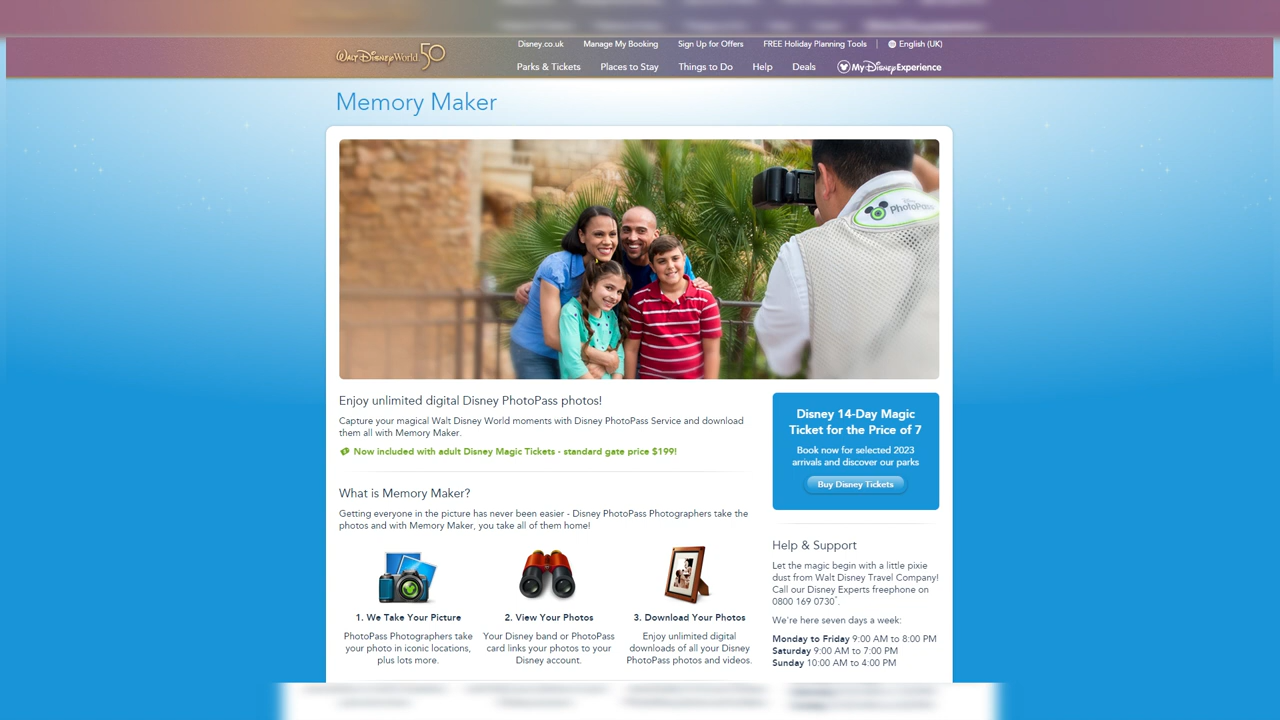 Walt Disney World. 50
Disney.co.uk Manage My Booking Sign Up for Offers FREE Holiday Planning Tools | English (UK)
Parks & Tickets Places to Stay Things to Do Help Deals My Disney Experience
Memory Maker
PhotoPass
Enjoy unlimited digital Disney PhotoPass photos!
Capture your magical Walt Disney World moments with Disney PhotoPass Service and download
them all with Memory Maker.
Now included with adult Disney Magic Tickets - standard gate price $199!
What is Memory Maker?
Getting everyone in the picture has never been easier - Disney PhotoPass Photographers take the
photos and with Memory Maker, you take all of them home!
1. We Take Your Picture
PhotoPass Photographers take
your photo in iconic locations,
plus lots more.
2. View Your Photos
Your Disney band or PhotoPass
card links your photos to your
Disney account.
3. Download Your Photos
Enjoy unlimited digital
downloads of all your Disney
PhotoPass photos and videos.
Disney 14-Day Magic
Ticket for the Price of 7
Book now for selected 2023
arrivals and discover our parks
Buy Disney Tickets
Help & Support
Let the magic begin with a little pixie
dust from Walt Disney Travel Company!
Call our Disney Experts freephone on
0800 169 0730*.
We're here seven days a week:
Monday to Friday 9:00 AM to 8:00 PM
Saturday 9:00 AM to 7:00 PM
Sunday 10:00 AM to 4:00 PM